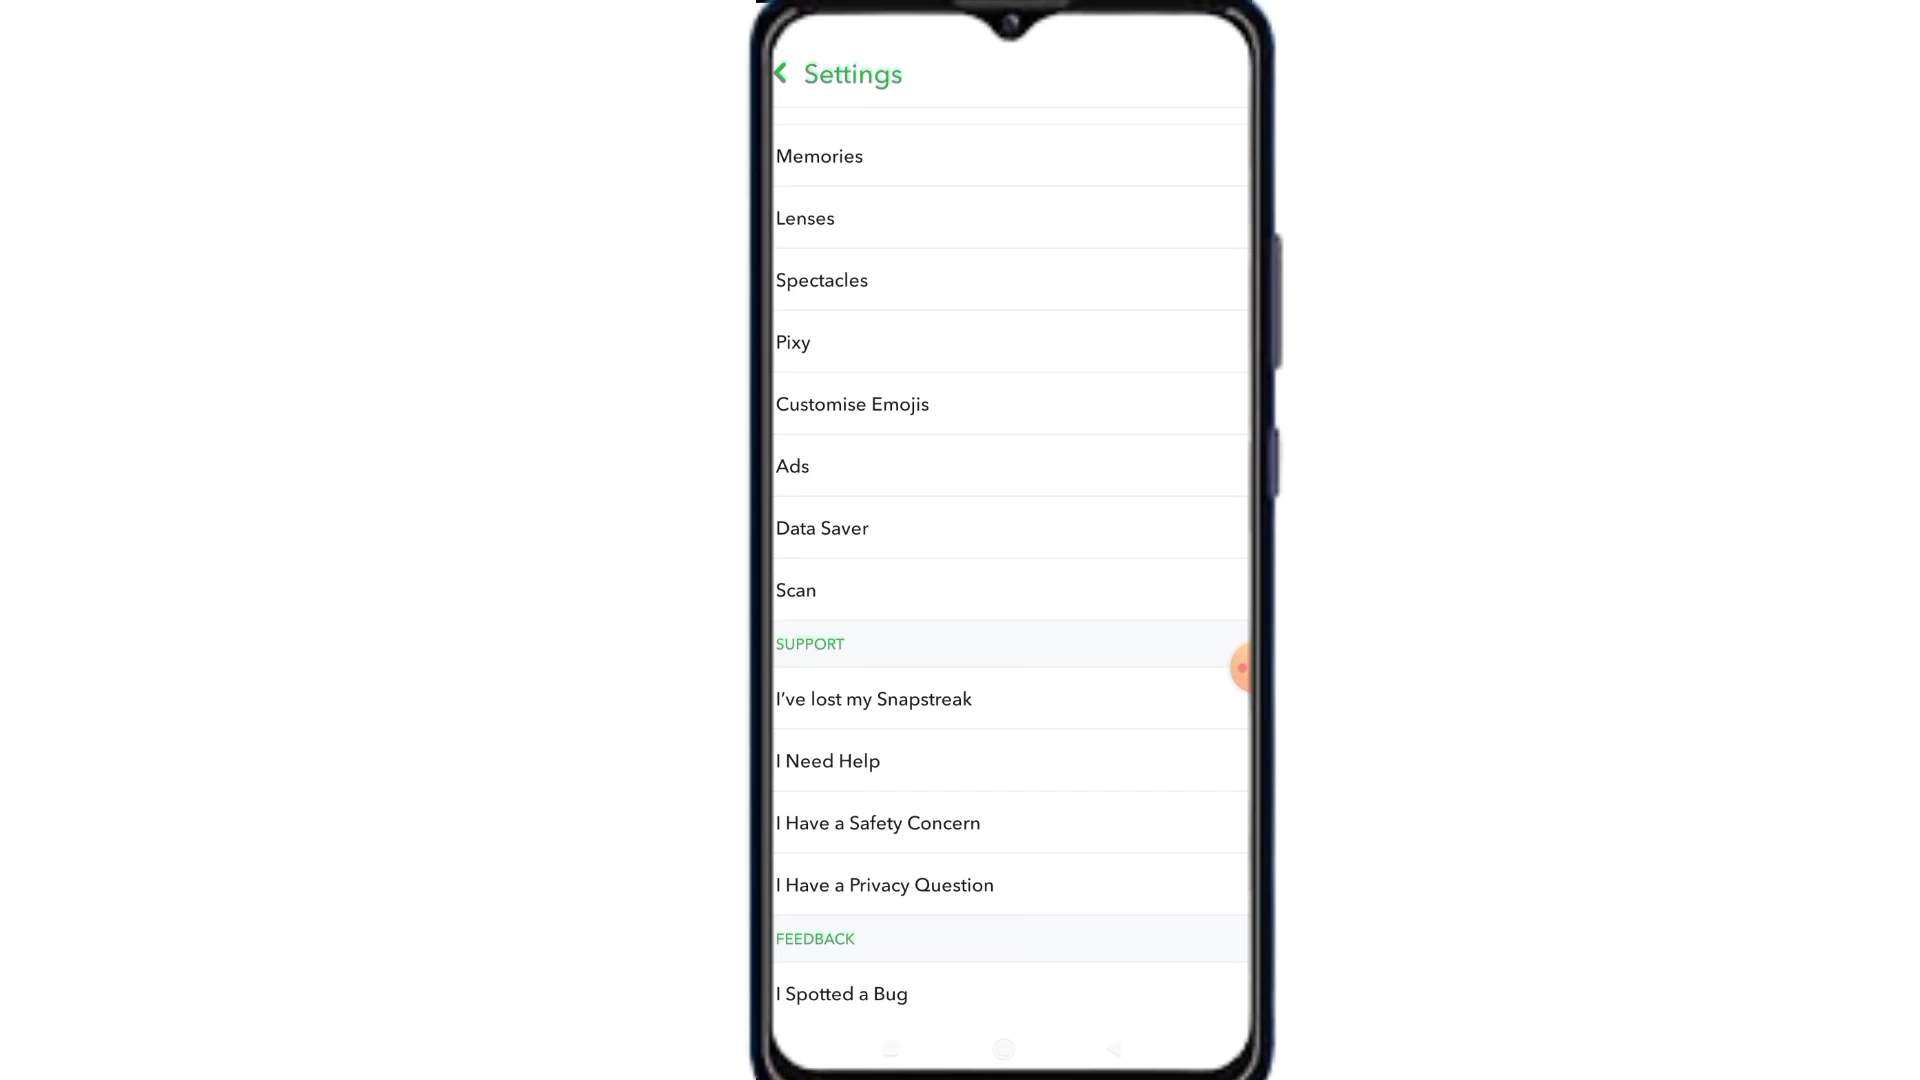 Settings
Memories
Lenses
Spectacles
Pixy
Customise Emojis
Ads
Data Saver
Scan
SUPPORT
I've lost my Snapstreak
I Need Help
I Have a Safety Concern
I Have a Privacy Question
FEEDBACK
I Spotted a Bug